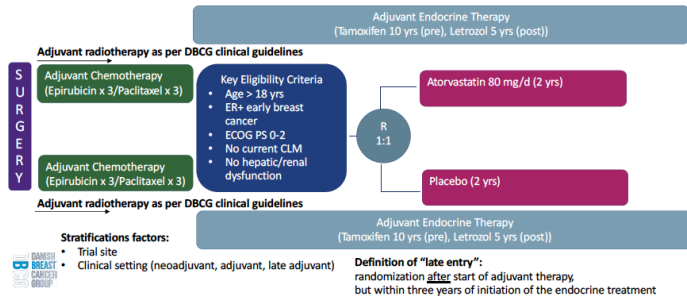 Adjuvant Endocrine Therapy
(Tamoxifen 10 yrs (pre), Letrozol 5 yrs (post))
Adjuvant radiotherapy as per DBCG clinical guidelines
SURGERY
Adjuvant Chemotherapy
(Epirubicin x 3/Paclitaxel x 3)
Adjuvant Chemotherapy
(Epirubicin x 3/Paclitaxel x 3)
Key Eligibility Criteria
• Age > 18 yrs
• ER+ early breast
cancer
• ECOG PS 0-2
• No current CLM
• No hepatic/renal
dysfunction
R
1:1
Atorvastatin 80 mg/d (2 yrs)
Placebo (2 yrs)
Adjuvant radiotherapy as per DBCG clinical guidelines
Adjuvant Endocrine Therapy
(Tamoxifen 10 yrs (pre), Letrozol 5 yrs (post))
Stratifications factors:
• Trial site
• Clinical setting (neoadjuvant, adjuvant, late adjuvant)
Definition of “late entry”:
randomization after start of adjuvant therapy,
but within three years of initiation of the endocrine treatment
DANISH
BREAST
CANCER
GROUP